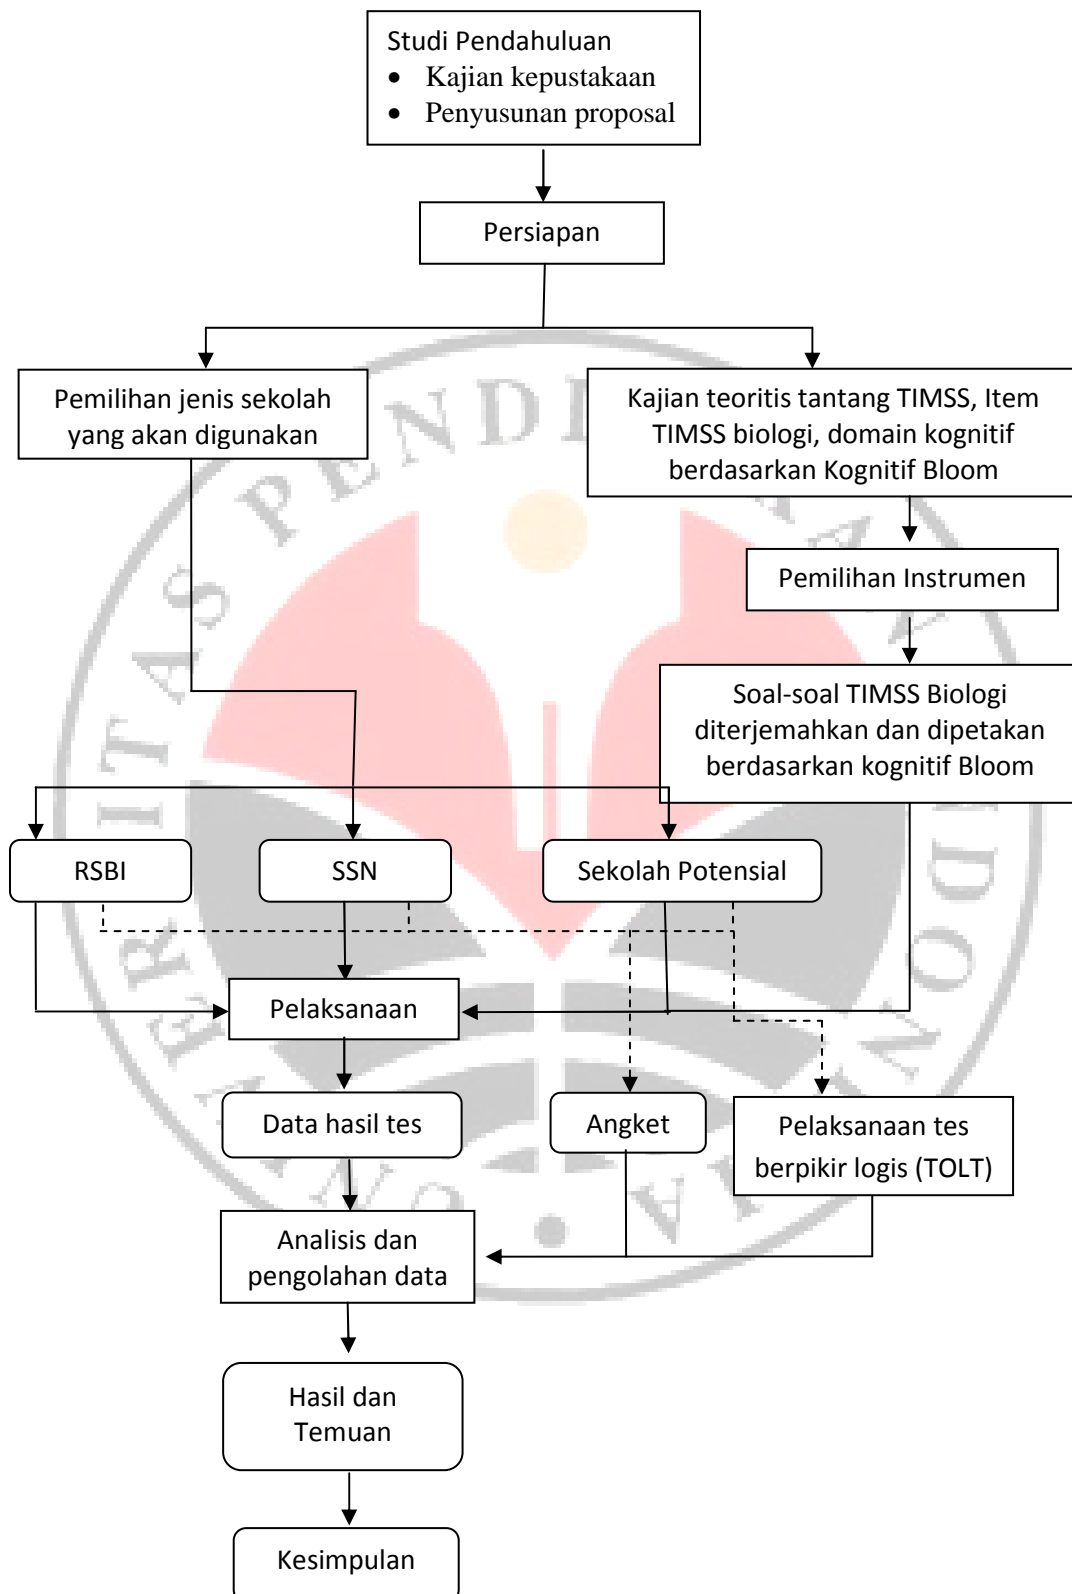 Studi Pendahuluan
• Kajian kepustakaan
• Penyusunan proposal
Persiapan
Pemilihan jenis sekolah
yang akan digunakan
Kajian teoritis tantang TIMSS, Item
TIMSS biologi, domain kognitif
berdasarkan Kognitif Bloom
Pemilihan Instrumen
Soal-soal TIMSS Biologi
diterjemahkan dan dipetakan
berdasarkan kognitif Bloom
RSBI
SSN
Sekolah Potensial
Pelaksanaan
Data hasil tes
Angket
Pelaksanaan tes
berpikir logis (TOLT)
Analisis dan
pengolahan data
Hasil dan
Temuan
Kesimpulan